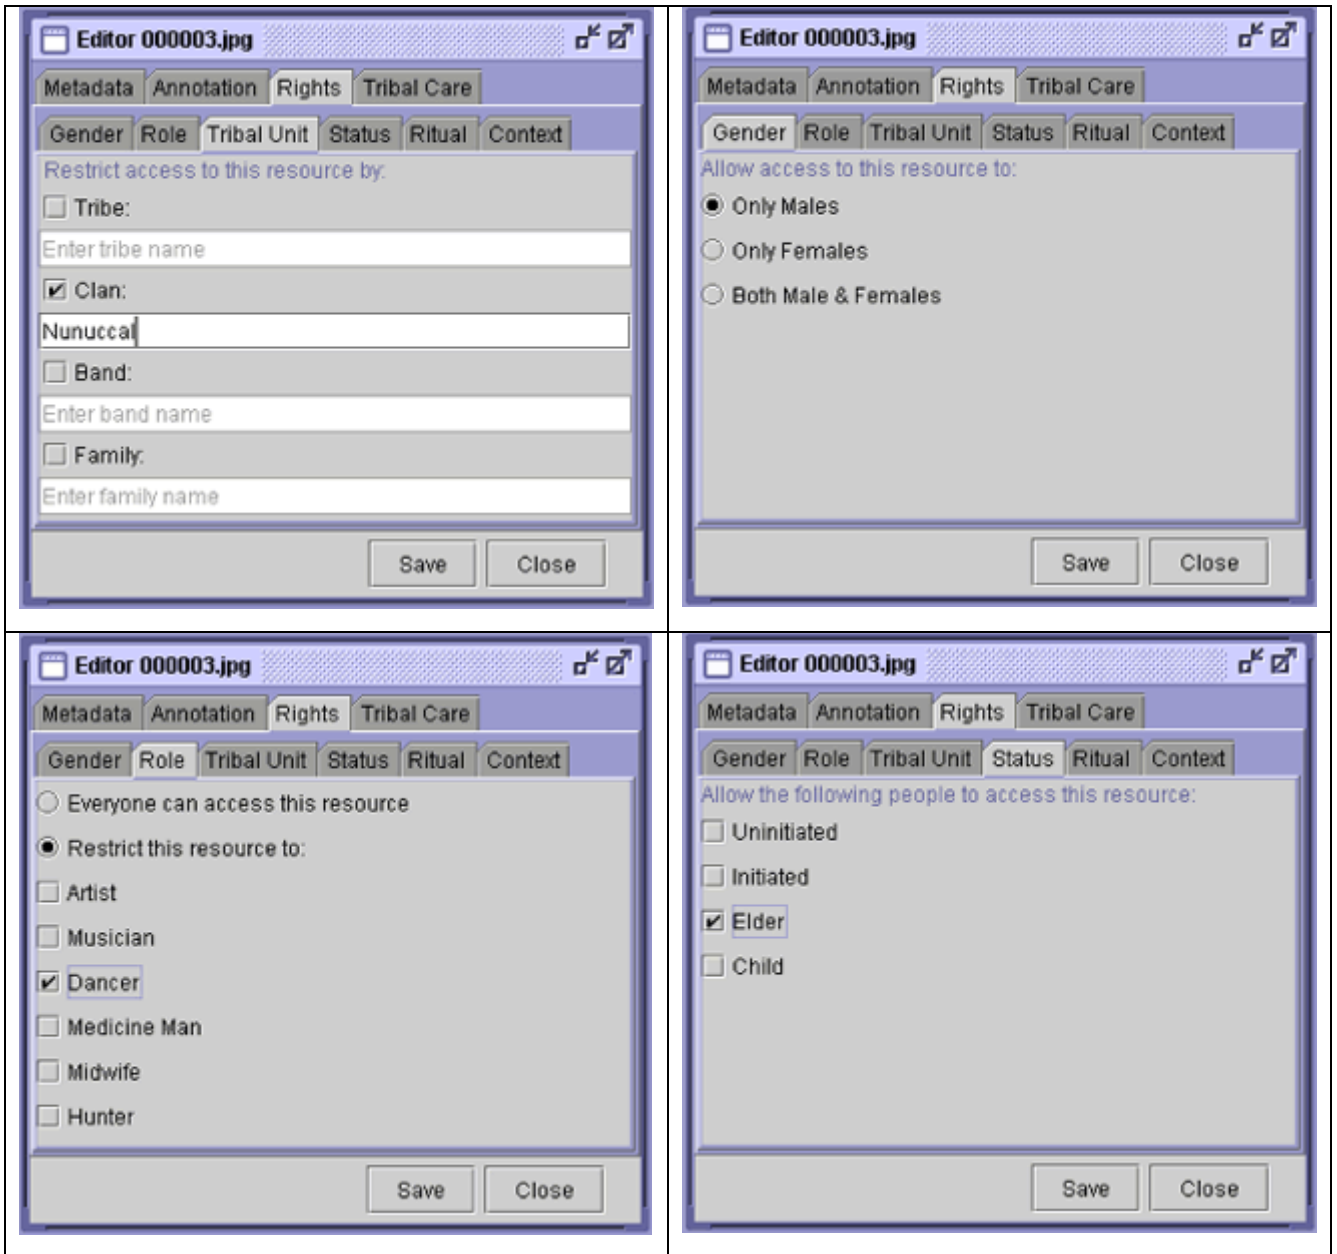 Editor 000003.jpg
Metadata Annotation Rights Tribal Care
Gender Role Tribal Unit Status Ritual Context
Restrict access to this resource by:
Tribe:
Enter tribe name
Clan:
Nunuccal
Band:
Enter band name
Family:
Enter family name
Save Close
Editor 000003.jpg
Metadata Annotation Rights Tribal Care
Gender Role Tribal Unit Status Ritual Context
Allow access to this resource to:
Only Males
Only Females
Both Male & Females
Save Close
Editor 000003.jpg
Metadata Annotation Rights Tribal Care
Gender Role Tribal Unit Status Ritual Context
Everyone can access this resource
Restrict this resource to:
Artist
Musician
Dancer
Medicine Man
Midwife
Hunter
Save Close
Editor 000003.jpg
Metadata Annotation Rights Tribal Care
Gender Role Tribal Unit Status Ritual Context
Allow the following people to access this resource:
Uninitiated
Initiated
Elder
Child
Save Close